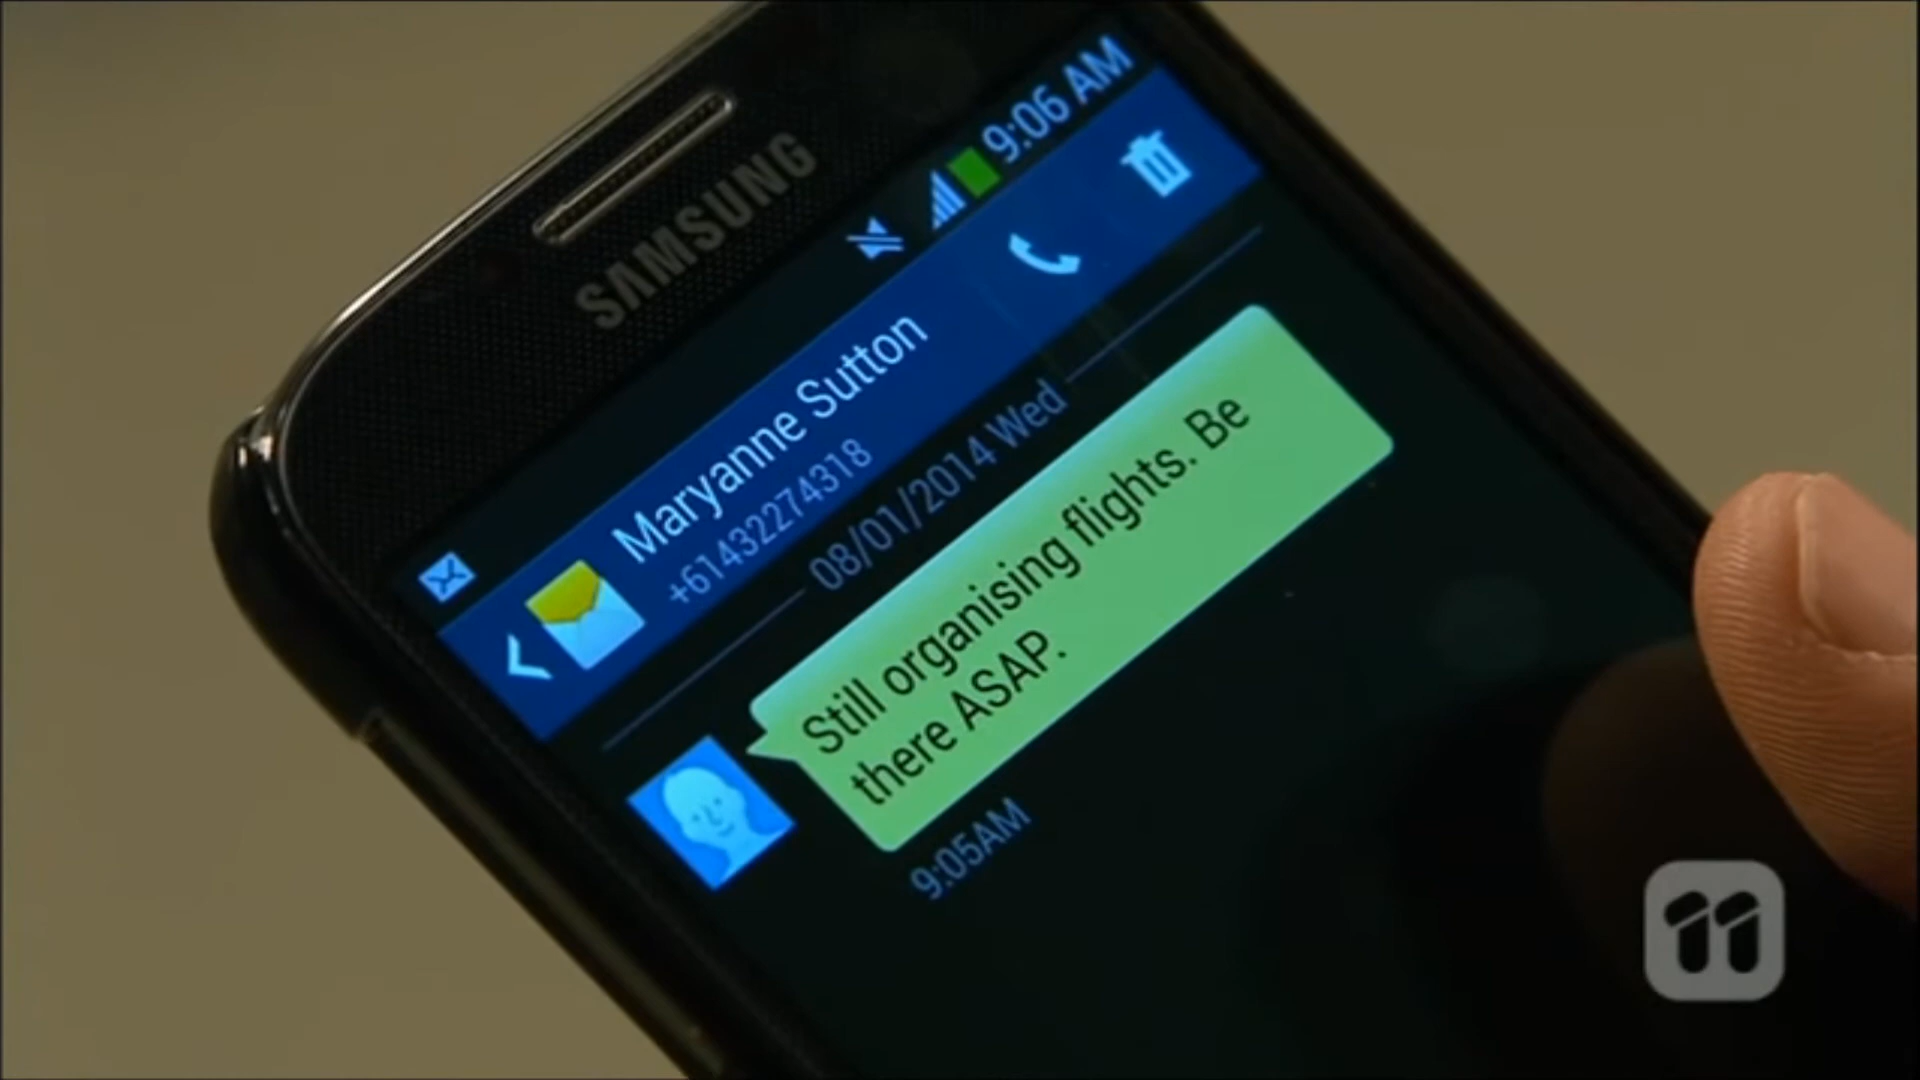 SAMSUNG
9:06 AM
Maryanne Sutton
+61432274318
08/01/2014 Wed
Still organising flights. Be
there ASAP.
9:05AM
11